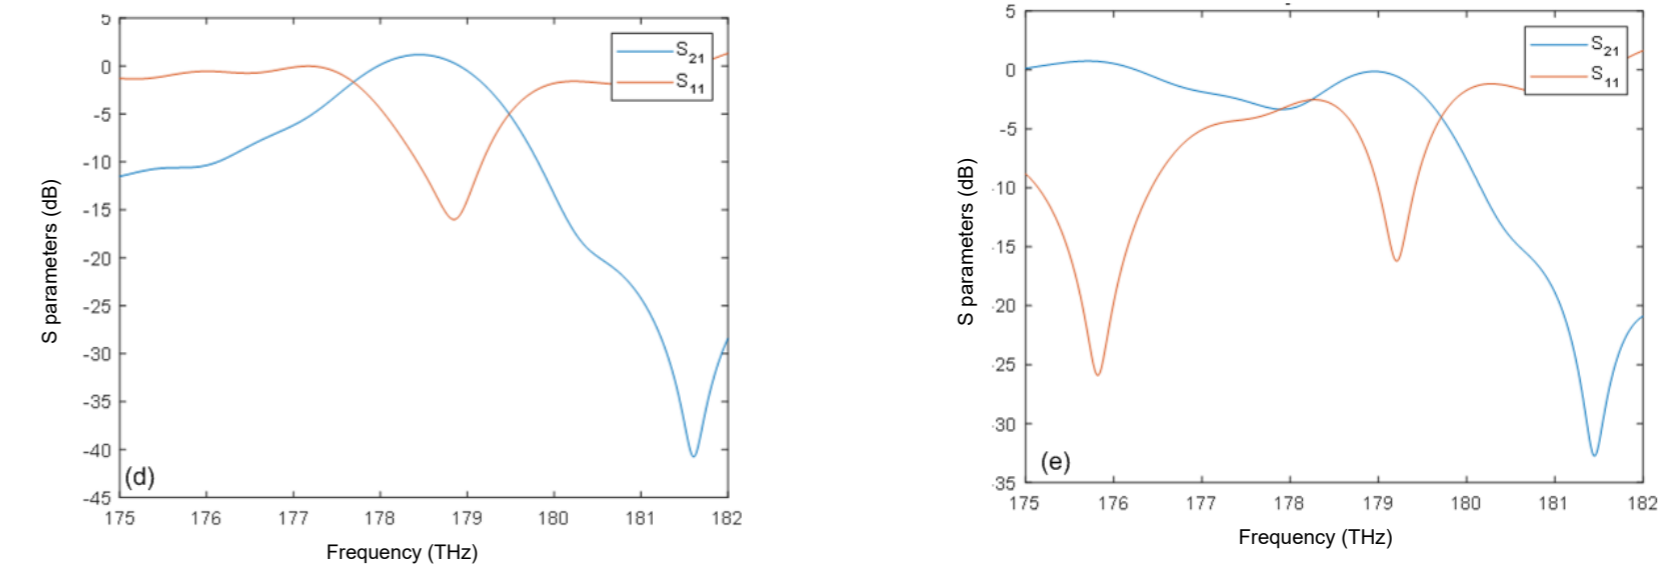 5
0
-5
-10
-15
-20
-25
-30
-35
-40
-45
175 176 177 178 179 180 181 182
S parameters (dB)
Frequency (THz)
S21
S11
(d)
5
0
-5
·10
·15
·20
·25
·30
·35
175 176 177 178 179 180 181 182
S parameters (dB)
Frequency (THz)
S21
S11
(e)